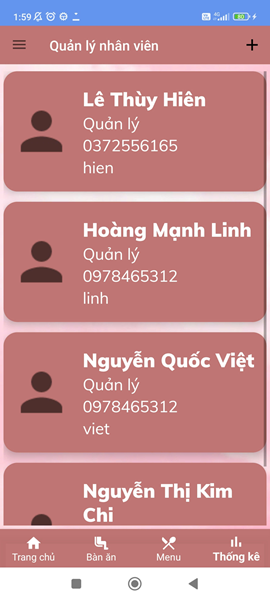 1:59
80
Quản lý nhân viên
Lê Thùy Hiên
Quản lý
0372556165
hien
Hoàng Mạnh Linh
Quản lý
0978465312
linh
Nguyễn Quốc Việt
Quản lý
0978465312
viet
Nguyễn Thị Kim
Chi
Trang chủ
Bàn ăn
Menu
Thống kê